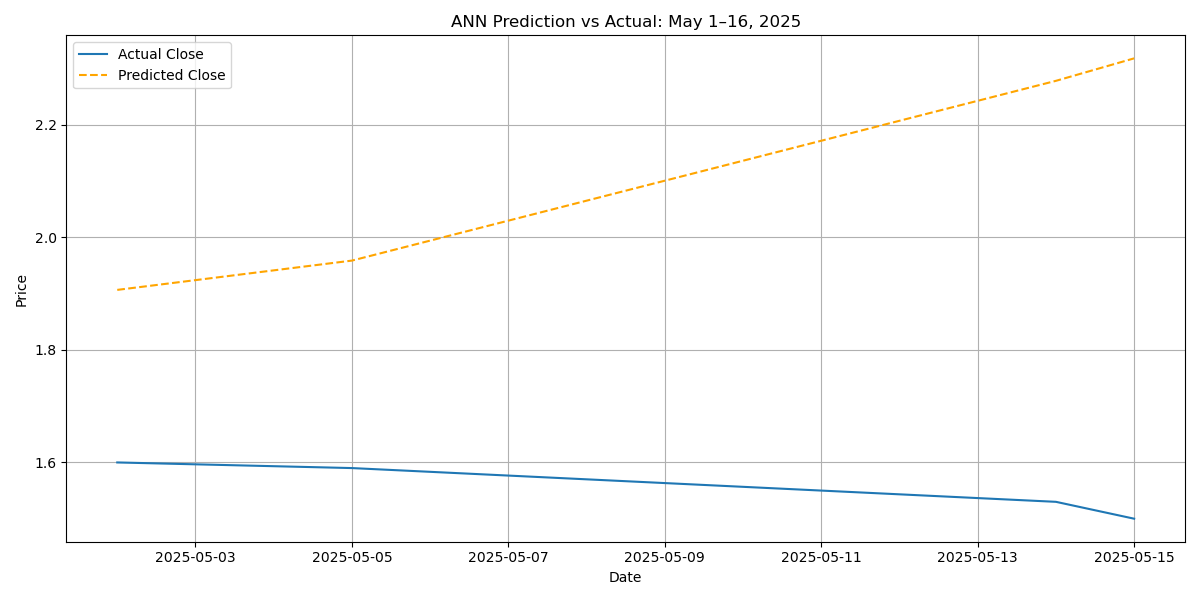 ANN Prediction vs Actual: May 1–16, 2025
Actual Close
Predicted Close
Price
2.2
2.0
1.8
1.6
2025-05-03
2025-05-05
2025-05-07
2025-05-09
2025-05-11
2025-05-13
2025-05-15
Date